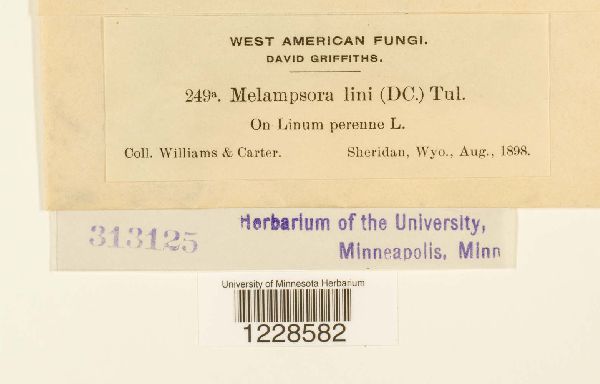 WEST AMERICAN FUNGI.
DAVID GRIFFITHS.
249ª. Melampsora lini (DC.) Tul.
On Linum perenne L.
Coll. Williams & Carter. Sheridan, Wyo., Aug., 1898.
313125 Herbarium of the University,
Minneapolis, Minn
University of Minnesota Herbarium
1228582